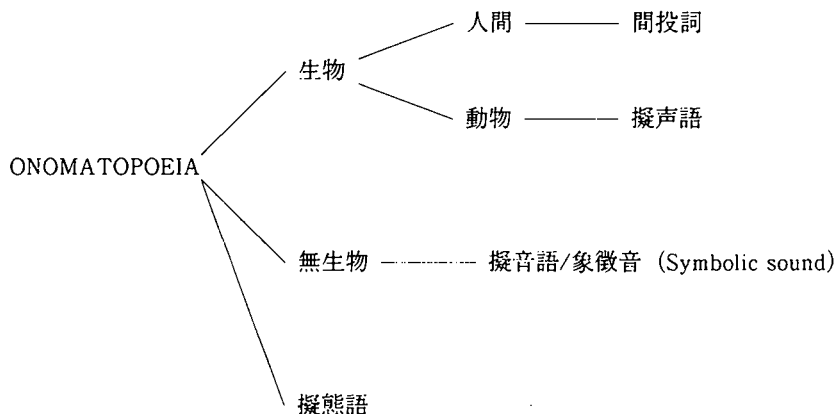 人間 間投詞
生物
動物 擬声語
ONOMATOPOEIA
無生物 擬音語/象徴音 (Symbolic sound)
擬態語